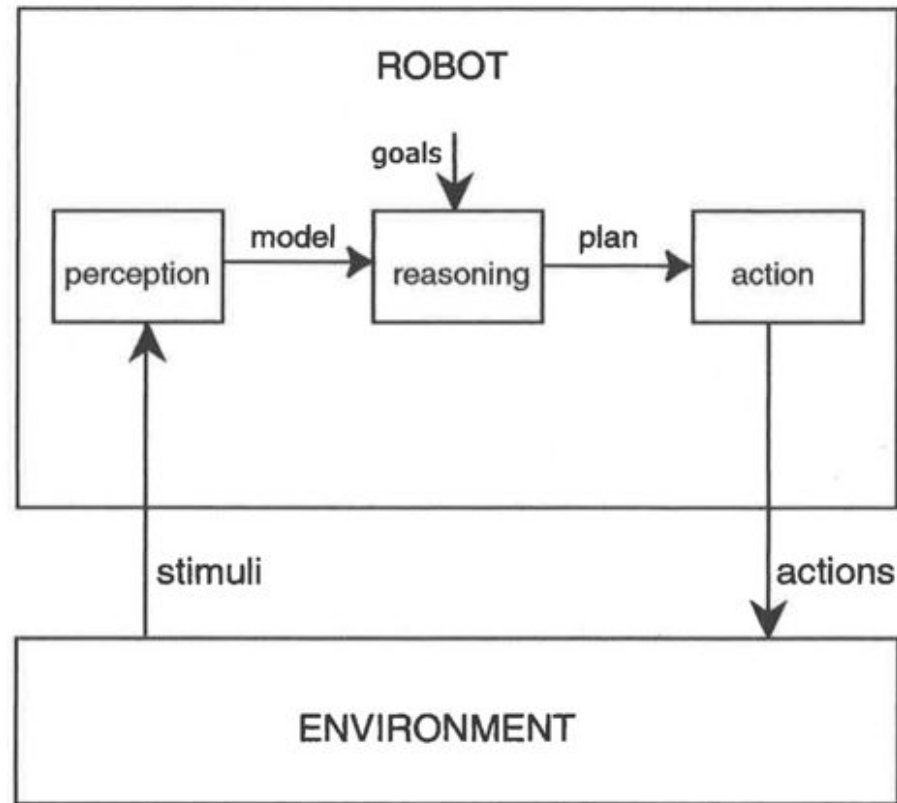 ROBOT
goals
model
plan
perception
reasoning
action
stimuli
actions
ENVIRONMENT